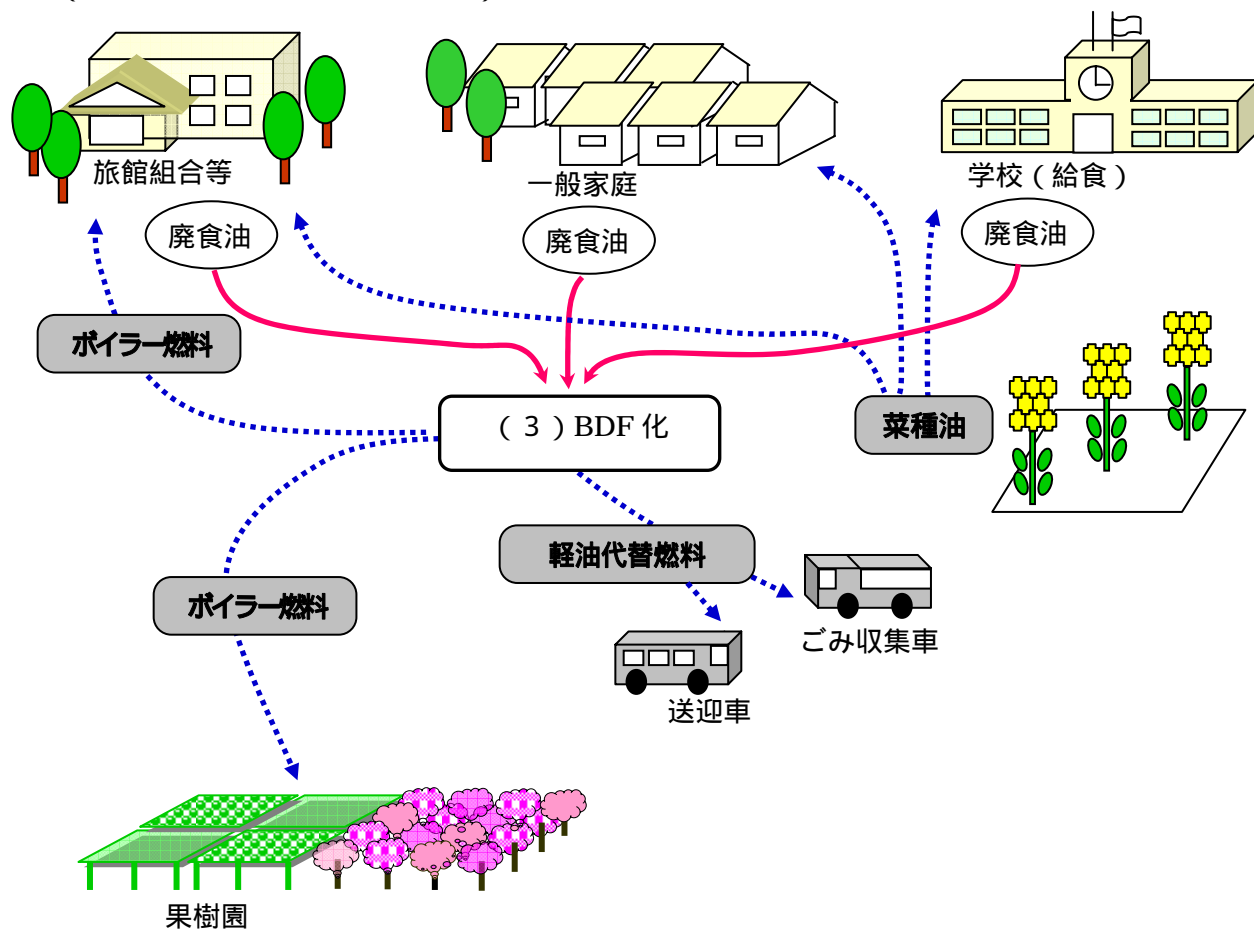 旅館組合等
一般家庭
学校(給食)
廃食油
廃食油
廃食油
ボイラー燃料
(3)BDF化
菜種油
軽油代替燃料
ボイラー燃料
ごみ収集車
送迎車
果樹園